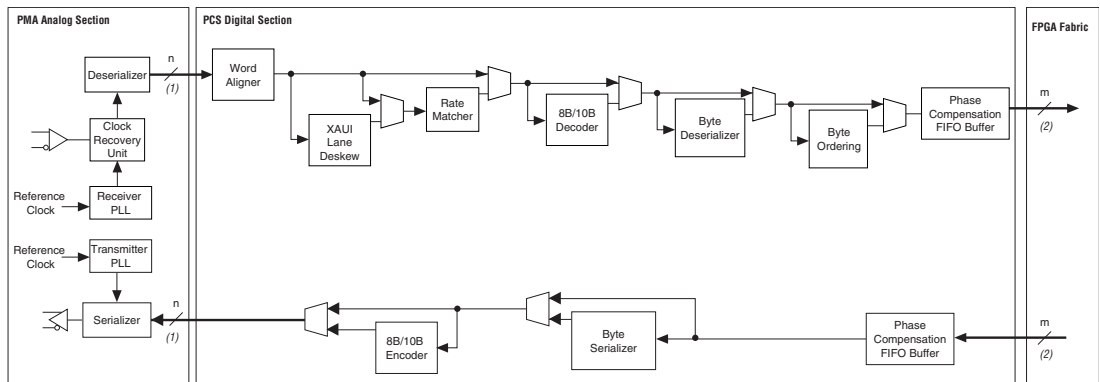 PMA Analog Section
PCS Digital Section
FPGA Fabric
n
(1)
Deserializer
Word
Aligner
Clock
Recovery
Unit
XAUI
Lane
Deskew
Rate
Matcher
8B/10B
Decoder
Byte
Deserializer
Byte
Ordering
Phase
Compensation
FIFO Buffer
m
(2)
Reference
Clock
Receiver
PLL
Reference
Clock
Transmitter
PLL
Serializer
n
(1)
8B/10B
Encoder
Byte
Serializer
Phase
Compensation
FIFO Buffer
m
(2)